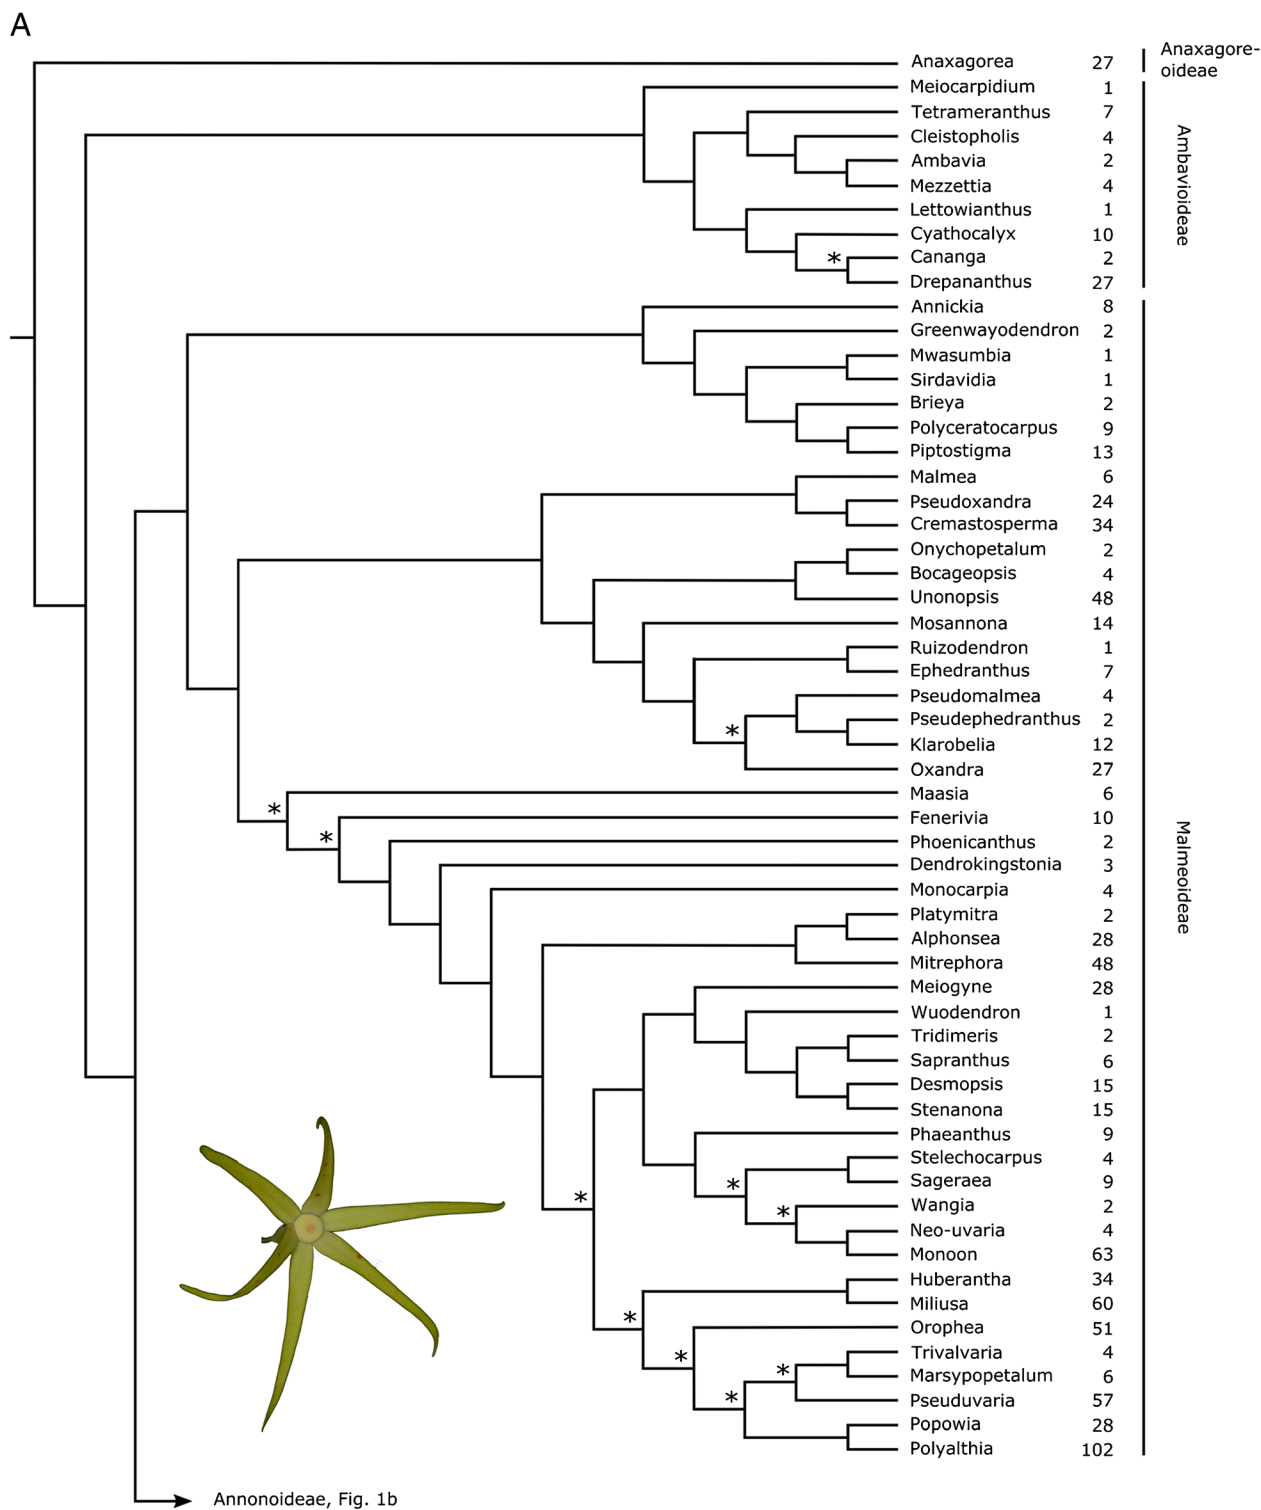 A
Anaxagorea 27
Anaxagore-
oideae
Meiocarpidium 1
Tetrameranthus 7
Cleistopholis 4
Ambavia 2
Mezzettia 4
Lettowianthus 1
Cyathocalyx 10
* Cananga 2
Drepananthus 27
Ambavioideae
Annickia 8
Greenwayodendron 2
Mwasumbia 1
Sirdavidia 1
Brieya 2
Polyceratocarpus 9
Piptostigma 13
Malmea 6
Pseudoxandra 24
Cremastosperma 34
Onychopetalum 2
Bocageopsis 4
Unonopsis 48
Mosannona 14
Ruizodendron 1
Ephedranthus 7
Pseudomalmea 4
Pseudephedranthus 2
*
Klarobelia 12
Oxandra 27
Maasia 6
*
Fenerivia 10
*
Phoenicanthus 2
Dendrokingstonia 3
Monocarpia 4
Platymitra 2
Alphonsea 28
Mitrephora 48
Meiogyne 28
Wuodendron 1
Tridimeris 2
Sapranthus 6
Desmopsis 15
Stenanona 15
Phaeanthus 9
Stelechocarpus 4
Sageraea 9
* *
Wangia 2
*
Neo-uvaria 4
Monoon 63
Huberantha 34
Miliusa 60
*
Orophea 51
*
Trivalvaria 4
*
Marsypopetalum 6
*
Pseuduvaria 57
Popowia 28
Polyalthia 102
Malmeoideae
Annonoideae, Fig. 1b